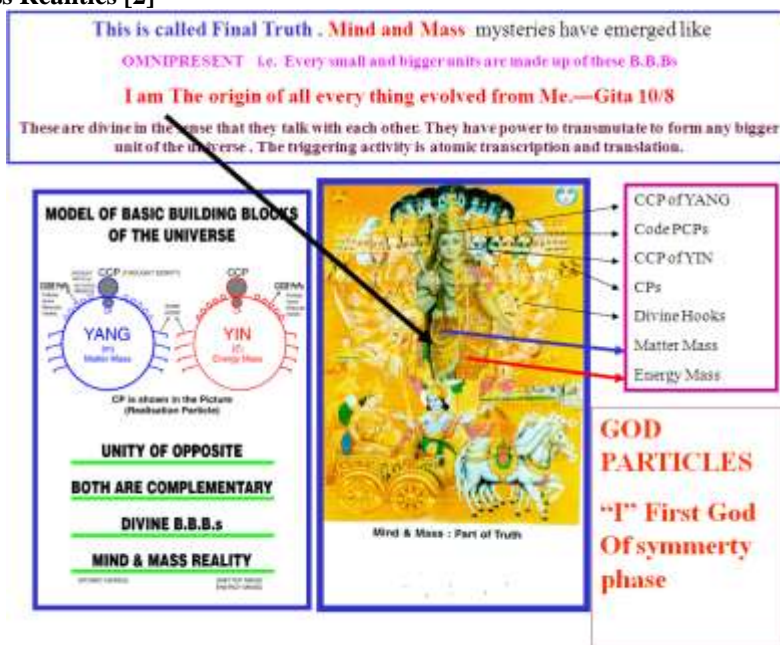 ss Realities [2]
This is called Final Truth . Mind and Mass mysteries have emerged like
OMNIPRESENT i.e. Every small and bigger units are made up of these B.B.Bs
I am The origin of all every thing evolved from Me.—Gita 10/8
These are divine in the sense that they talk with each other. They have power to transmutate to form any bigger
unit of the universe . The triggering activity is atomic transcription and translation.
MODEL OF BASIC BUILDING BLOCKS
OF THE UNIVERSE
CCP
CCP
YANG
Matter Mass
YIN
Energy Mass
CP is shown in the Picture
(Realisation Particle)
UNITY OF OPPOSITE
BOTH ARE COMPLEMENTARY
DIVINE B.B.B.s
MIND & MASS REALITY
Mind & Mass : Part of Truth
CCP of YANG
Code PCPs
CCP of YIN
CPs
Divine Hooks
Matter Mass
Energy Mass
GOD
PARTICLES
“I” First God
Of symmerty
phase